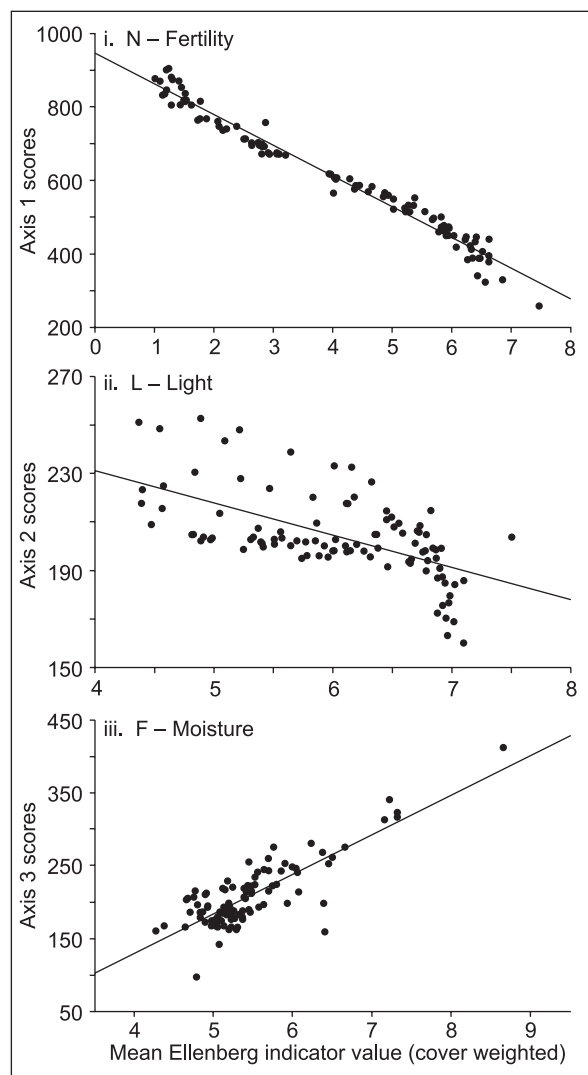 i. N – Fertility
Axis 1 scores
1000
800
600
400
200
0 1 2 3 4 5 6 7 8
ii. L – Light
Axis 2 scores
270
230
190
150
4 5 6 7 8
iii. F – Moisture
Axis 3 scores
450
350
250
150
50
4 5 6 7 8 9
Mean Ellenberg indicator value (cover weighted)